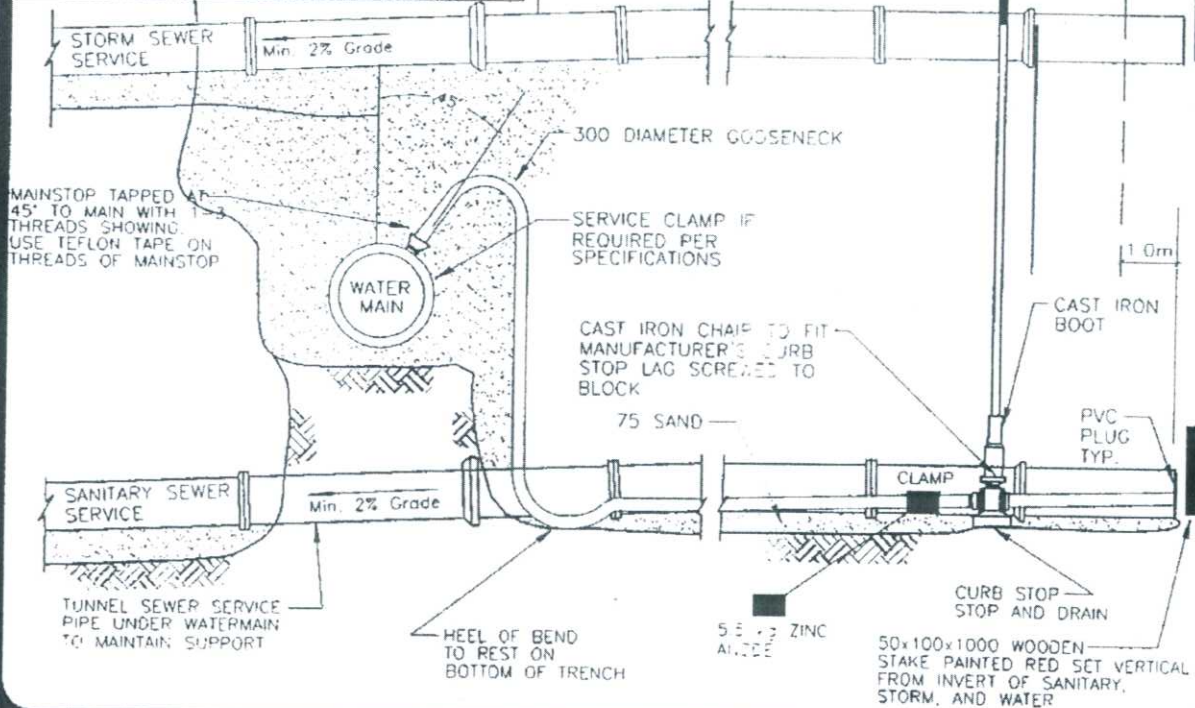 STORM SEWER
SERVICE
Min. 2% Grade
45°
300 DIAMETER GOOSENECK
MAINSTOP TAPPED AT
45° TO MAIN WITH 1-3
THREADS SHOWING.
USE TEFLON TAPE ON
THREADS OF MAINSTOP
SERVICE CLAMP IF
REQUIRED PER
SPECIFICATIONS
1.0m
WATER
MAIN
CAST IRON
BOOT
CAST IRON CHAIR TO FIT
MANUFACTURER'S CURB
STOP LAG SCREWED TO
BLOCK
75 SAND
PVC
PLUG
TYP.
CLAMP
SANITARY SEWER
SERVICE
Min. 2% Grade
TUNNEL SEWER SERVICE
PIPE UNDER WATERMAIN
TO MAINTAIN SUPPORT
HEEL OF BEND
TO REST ON
BOTTOM OF TRENCH
ZINC
ANODE
CURB STOP
STOP AND DRAIN
50x100x1000 WOODEN
STAKE PAINTED RED SET VERTICAL
FROM INVERT OF SANITARY,
STORM, AND WATER